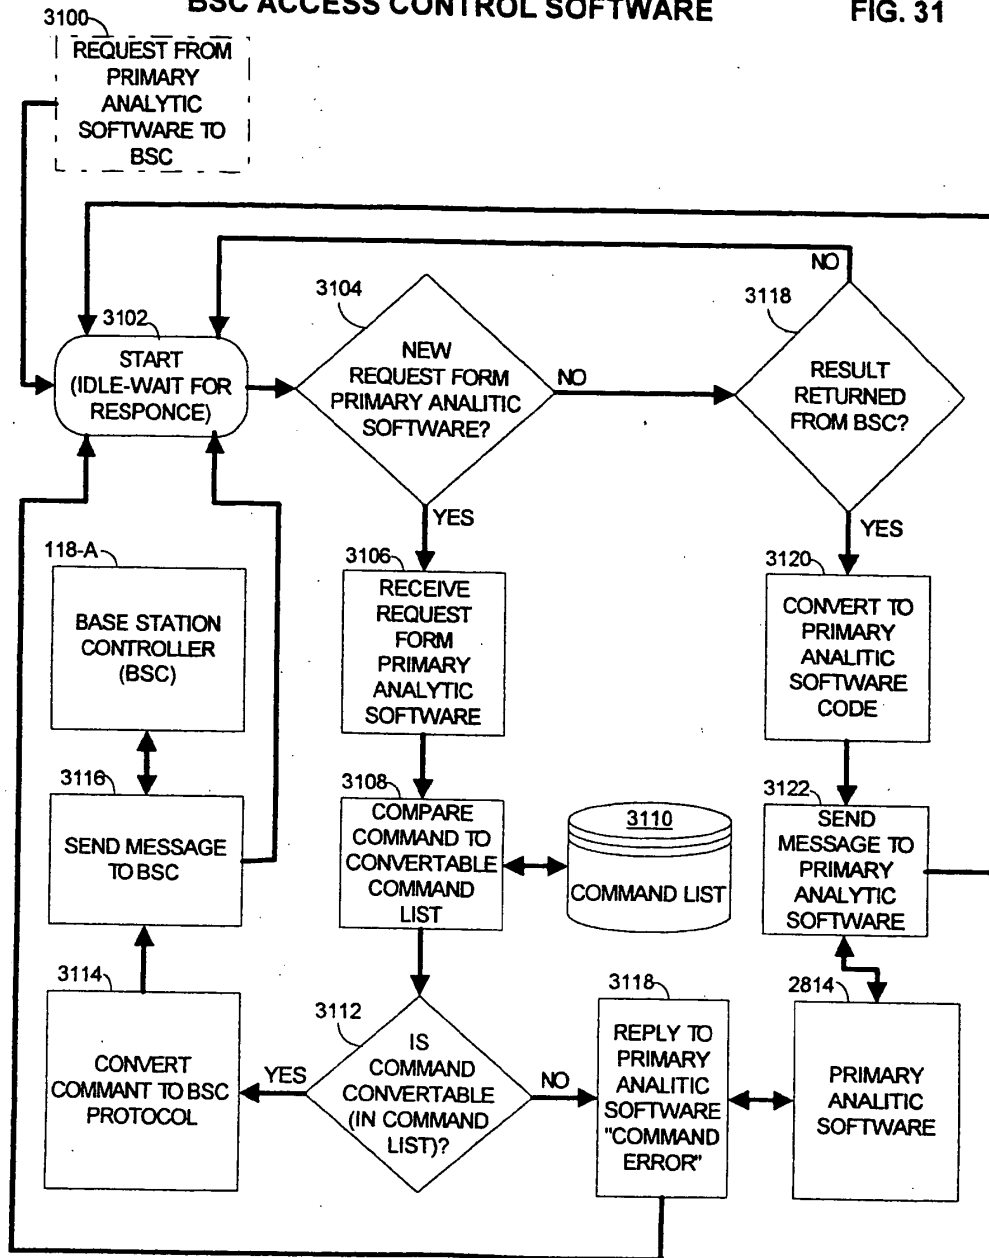 BSC ACCESS CONTROL SOFTWARE
FIG. 31
3100
REQUEST FROM
PRIMARY
ANALYTIC
SOFTWARE TO
BSC
3102
START
(IDLE-WAIT FOR
RESPONCE)
3104
NEW
REQUEST FORM
PRIMARY ANALITIC
SOFTWARE?
NO
YES
3118
RESULT
RETURNED
FROM BSC?
NO
YES
118-A
BASE STATION
CONTROLLER
(BSC)
3106
RECEIVE
REQUEST
FORM
PRIMARY
ANALYTIC
SOFTWARE
3120
CONVERT TO
PRIMARY
ANALITIC
SOFTWARE
CODE
3116
SEND MESSAGE
TO BSC
3108
COMPARE
COMMAND TO
CONVERTABLE
COMMAND
LIST
3110
COMMAND LIST
3122
SEND
MESSAGE TO
PRIMARY
ANALYTIC
SOFTWARE
3114
CONVERT
COMMANT TO BSC
PROTOCOL
3112
IS
COMMAND
CONVERTABLE
(IN COMMAND
LIST)?
YES
NO
3118
REPLY TO
PRIMARY
ANALITIC
SOFTWARE
"COMMAND
ERROR"
2814
PRIMARY
ANALITIC
SOFTWARE